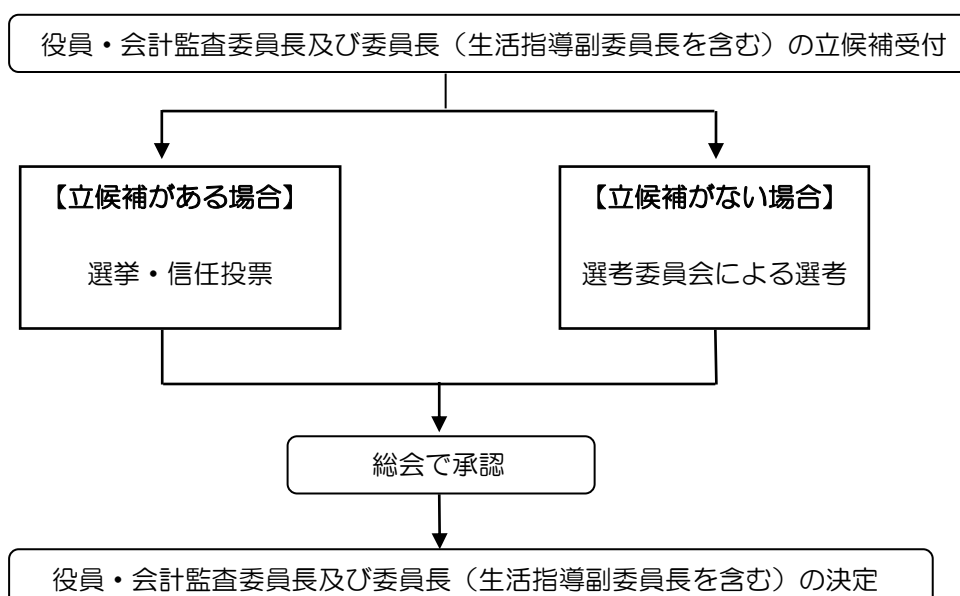 役員・会計監査委員長及び委員長（生活指導副委員長を含む）の立候補受付
【立候補がある場合】
選挙・信任投票
【立候補がない場合】
選考委員会による選考
総会で承認
役員・会計監査委員長及び委員長（生活指導副委員長を含む）の決定